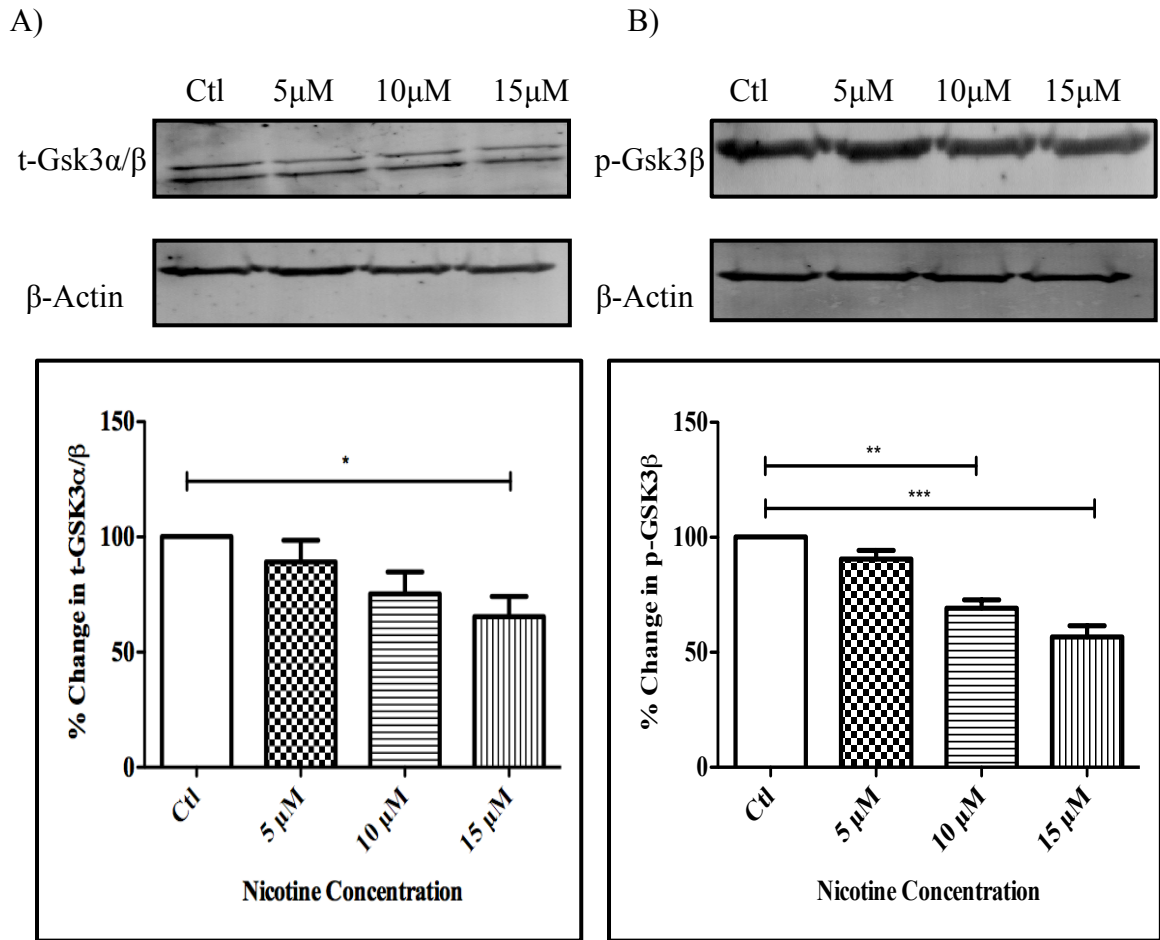 A)
B)
Ctl 5μM 10μM 15μM
t-Gsk3α/β
β-Actin
Ctl 5μM 10μM 15μM
p-Gsk3β
β-Actin
% Change in t-GSK3α/β
150
100
50
0
*
Ctl
5 μM
10 μM
15 μM
Nicotine Concentration
% Change in p-GSK3β
150
100
50
0
**
***
Ctl
5 μM
10 μM
15 μM
Nicotine Concentration